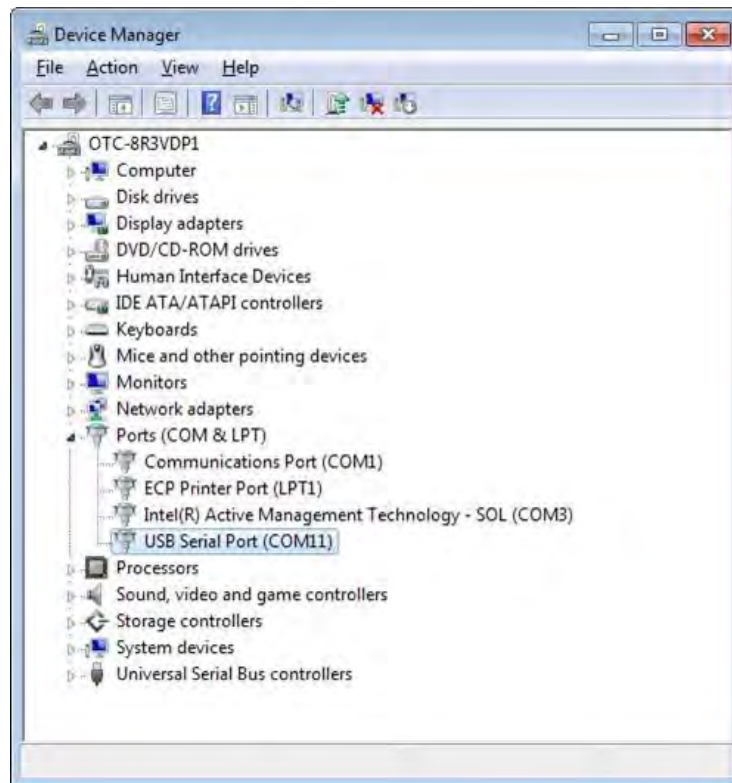 Device Manager
File Action View Help
OTC-8R3VDP1
Computer
Disk drives
Display adapters
DVD/CD-ROM drives
Human Interface Devices
IDE ATA/ATAPI controllers
Keyboards
Mice and other pointing devices
Monitors
Network adapters
Ports (COM & LPT)
Communications Port (COM1)
ECP Printer Port (LPT1)
Intel(R) Active Management Technology - SOL (COM3)
USB Serial Port (COM11)
Processors
Sound, video and game controllers
Storage controllers
System devices
Universal Serial Bus controllers